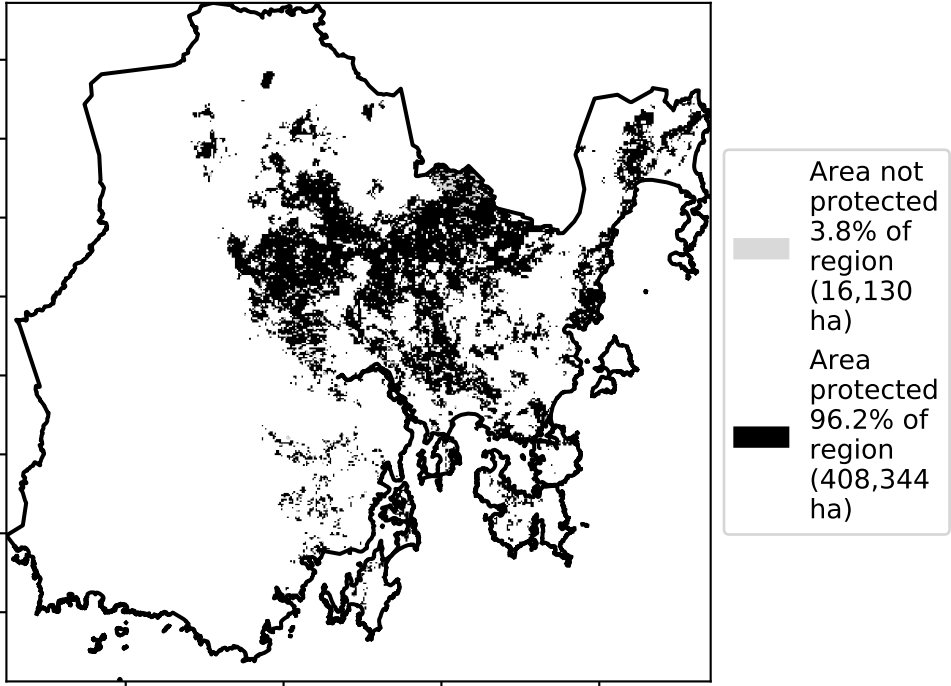 Area not
protected
3.8% of
region
(16,130
ha)
Area
protected
96.2% of
region
(408,344
ha)